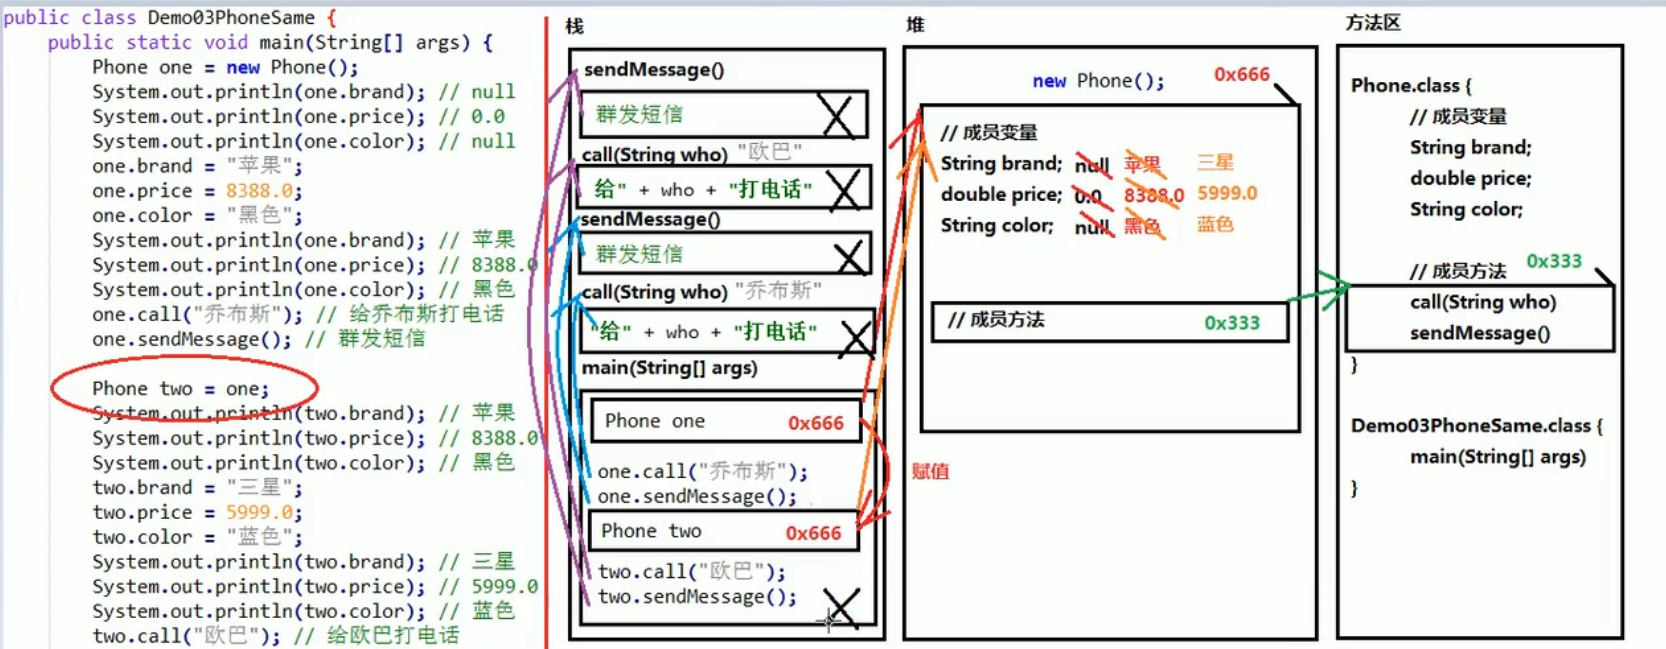 public class Demo03PhoneSame {
public static void main(String[] args) {
Phone one = new Phone();
System.out.println(one.brand); // null
System.out.println(one.price); // 0.0
System.out.println(one.color); // null
one.brand = "苹果";
one.price = 8388.0;
one.color = "黑色";
System.out.println(one.brand); // 苹果
System.out.println(one.price); // 8388.0
System.out.println(one.color); // 黑色
one.call("乔布斯"); // 给乔布斯打电话
one.sendMessage(); // 群发短信
Phone two = one;
System.out.println(two.brand); // 苹果
System.out.println(two.price); // 8388.0
System.out.println(two.color); // 黑色
two.brand = "三星";
two.price = 5999.0;
two.color = "蓝色";
System.out.println(two.brand); // 三星
System.out.println(two.price); // 5999.0
System.out.println(two.color); // 蓝色
two.call("欧巴"); // 给欧巴打电话
栈
sendMessage()
群发短信
call(String who) "欧巴"
给" + who + "打电话"
sendMessage()
群发短信
call(String who) "乔布斯"
"给" + who + "打电话"
main(String[] args)
Phone one 0x666
one.call("乔布斯");
one.sendMessage();
Phone two 0x666
two.call("欧巴");
two.sendMessage();
赋值
堆
new Phone(); 0x666
// 成员变量
String brand; null 苹果 三星
double price; 0.0 8388.0 5999.0
String color; null 黑色 蓝色
// 成员方法 0x333
方法区
Phone.class {
// 成员变量
String brand;
double price;
String color;
// 成员方法 0x333
call(String who)
sendMessage()
}
Demo03PhoneSame.class {
main(String[] args)
}